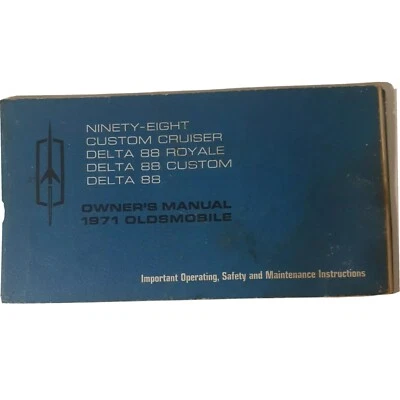 NINETY-EIGHT
CUSTOM CRUISER
DELTA 88 ROYALE
DELTA 88 CUSTOM
DELTA 88
OWNER'S MANUAL
1971 OLDSMOBILE
Important Operating, Safety and Maintenance Instructions